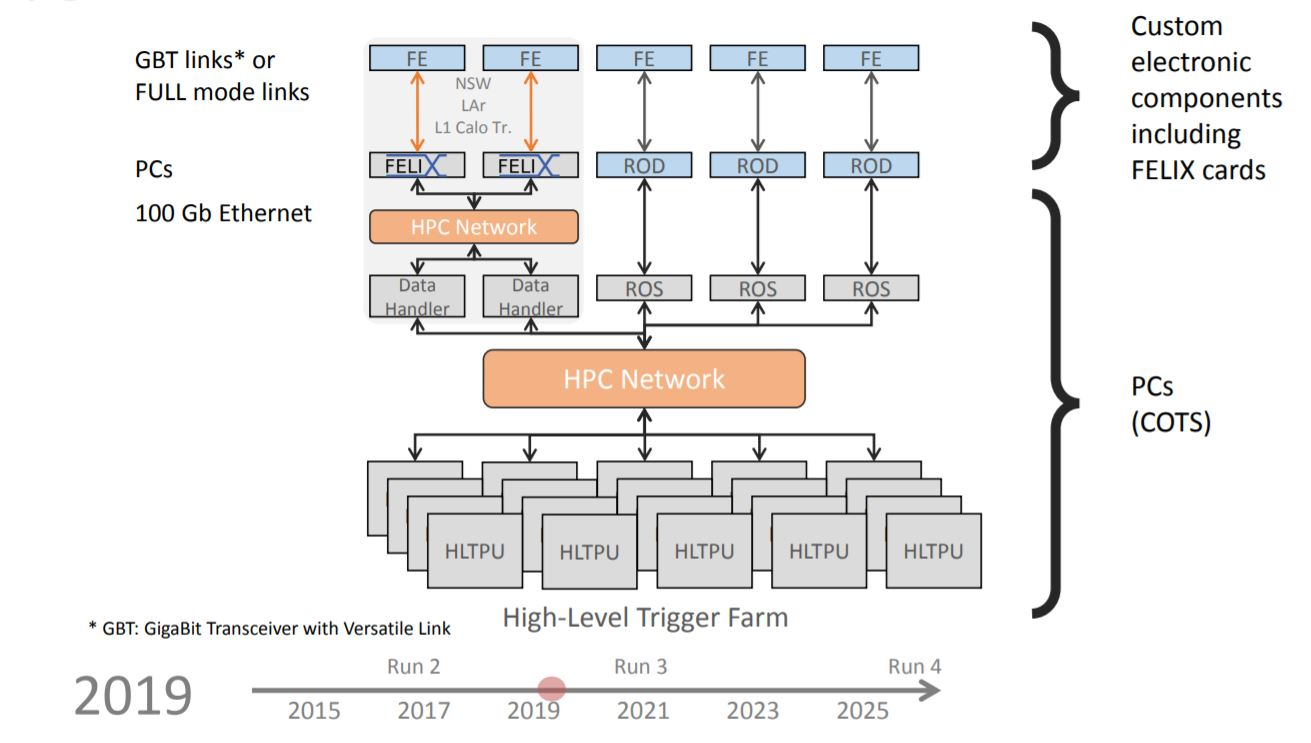 GBT links* or
FULL mode links
PCs
100 Gb Ethernet
FE
FE
FE
FE
FE
NSW
LAr
L1 Calo Tr.
FELIX
FELIX
ROD
ROD
ROD
HPC Network
Data
Handler
Data
Handler
ROS
ROS
ROS
HPC Network
HLTPU
HLTPU
HLTPU
HLTPU
HLTPU
High-Level Trigger Farm
Custom
electronic
components
including
FELIX cards
PCs
(COTS)
* GBT: GigaBit Transceiver with Versatile Link
2019
Run 2
Run 3
Run 4
2015
2017
2019
2021
2023
2025